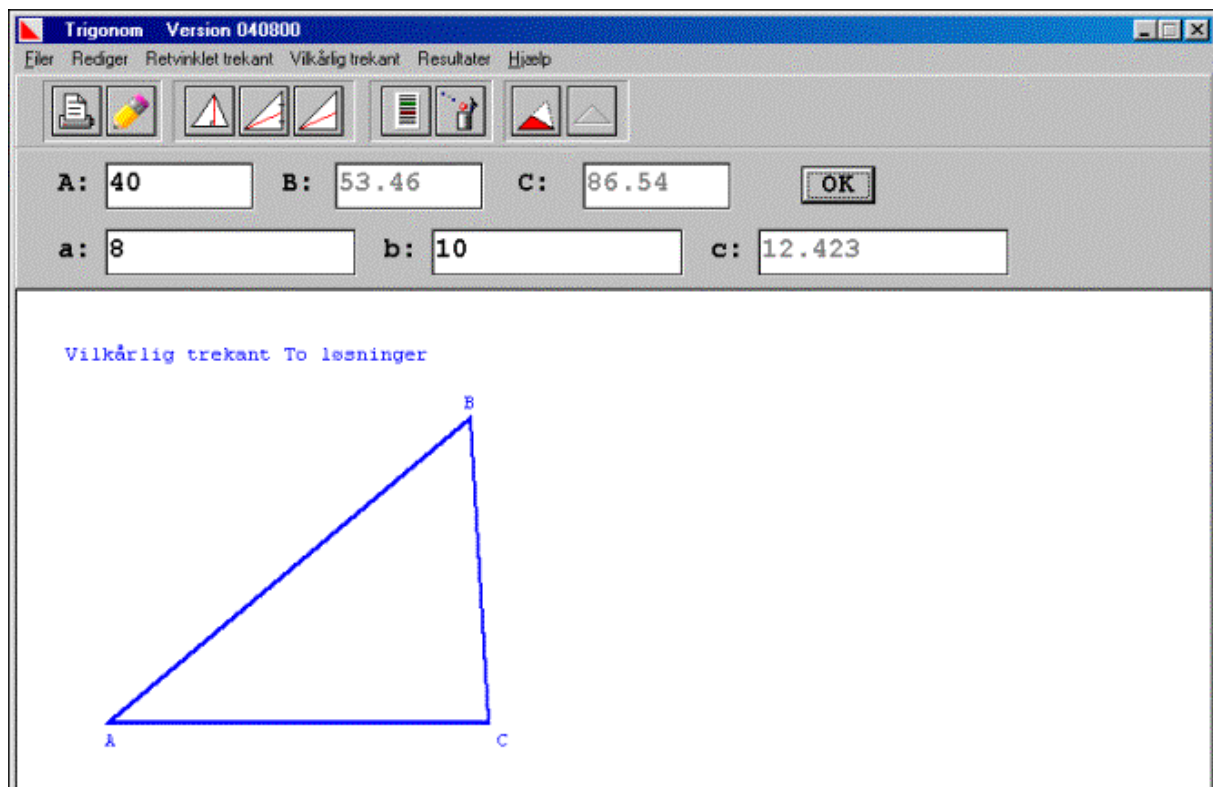 Trigonom Version 040800
Filer Rediger Retvinklet trekant Vilkårlig trekant Resultater Hjælp
A: 40 B: 53.46 C: 86.54 OK
a: 8 b: 10 c: 12.423
Vilkårlig trekant To løsninger
B
A C